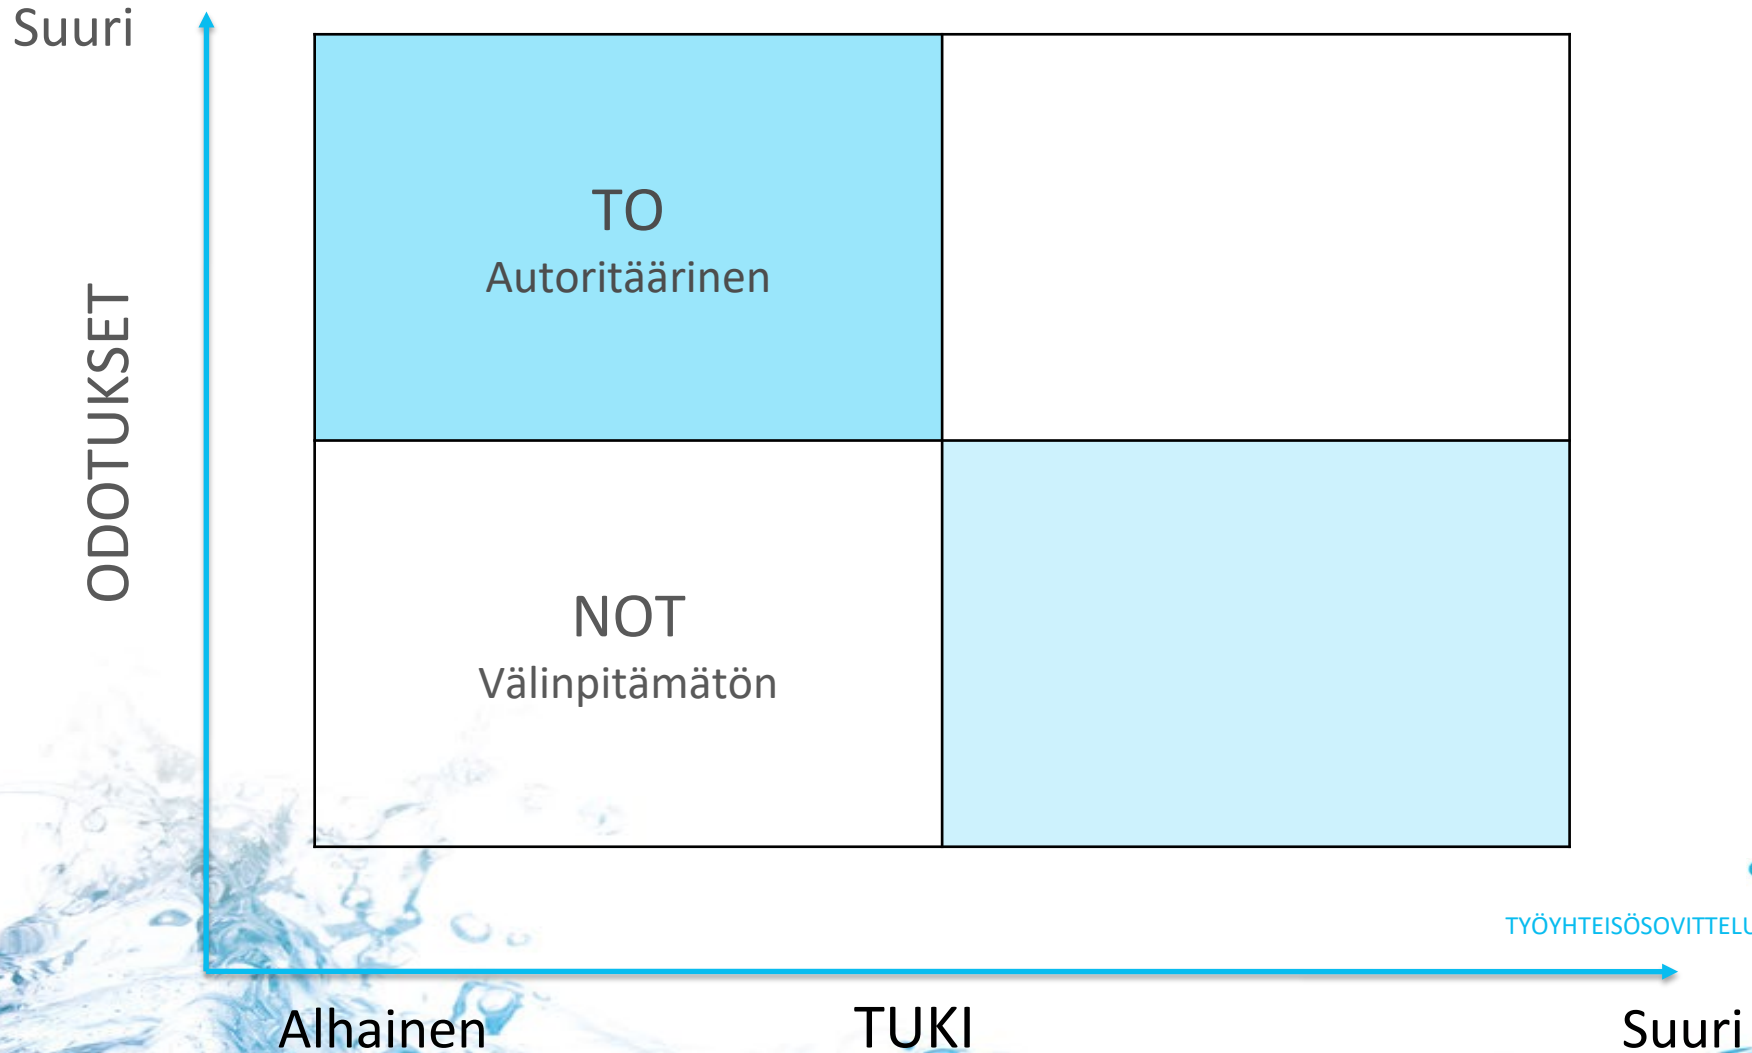 Suuri
ODOTUKSET
TO
Autoritäärinen
NOT
Välinpitämätön
TYÖYHTEISÖSOVITTELU
Alhainen
TUKI
Suuri